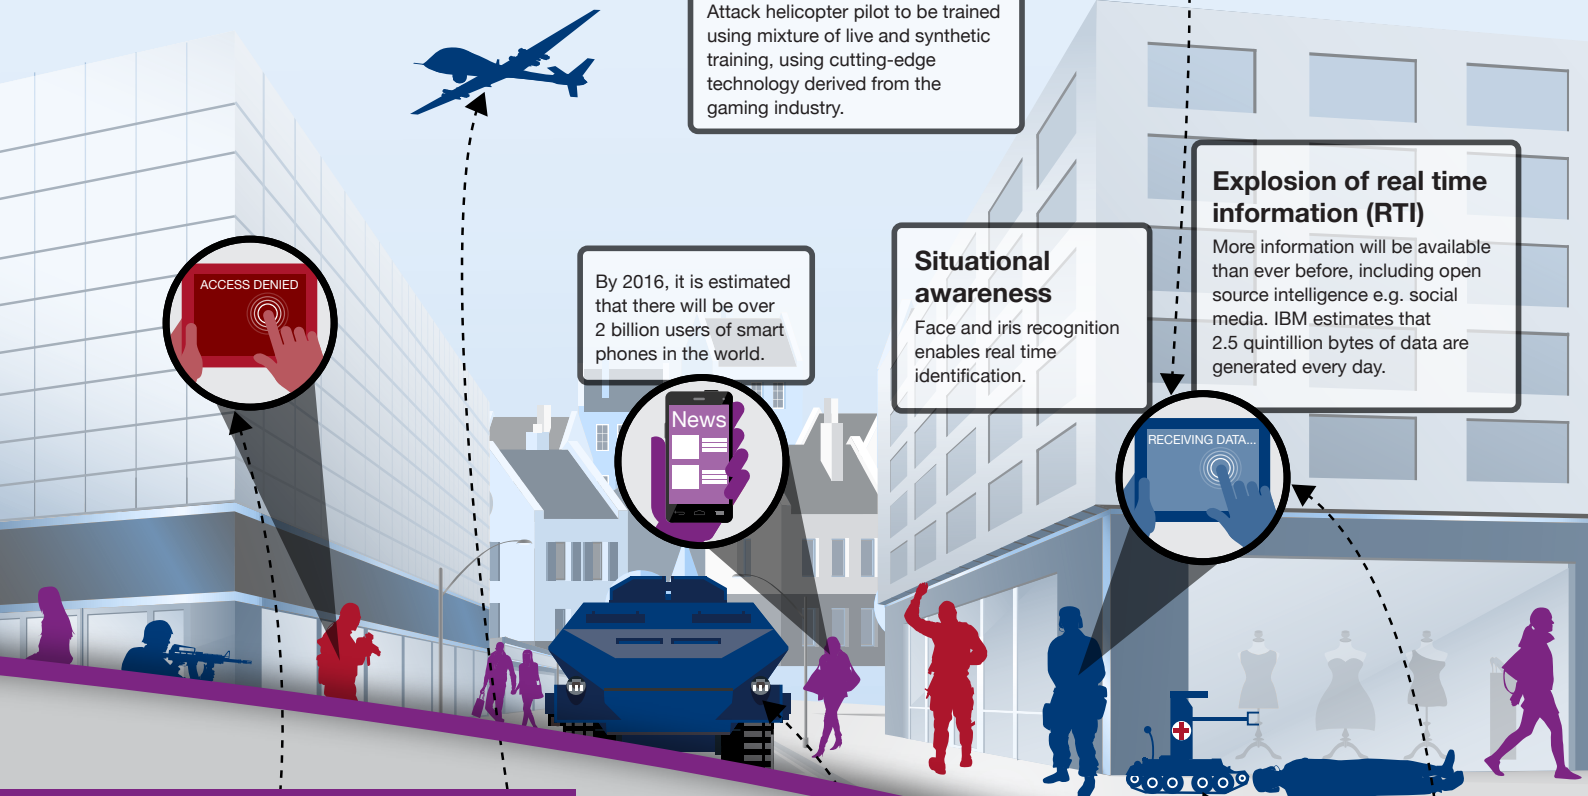 Attack helicopter pilot to be trained
using mixture of live and synthetic
training, using cutting-edge
technology derived from the
gaming industry.
Explosion of real time
information (RTI)
More information will be available
than ever before, including open
source intelligence e.g. social
media. IBM estimates that
2.5 quintillion bytes of data are
generated every day.
Situational
awareness
Face and iris recognition
enables real time
identification.
By 2016, it is estimated
that there will be over
2 billion users of smart
phones in the world.
ACCESS DENIED
News
RECEIVING DATA...